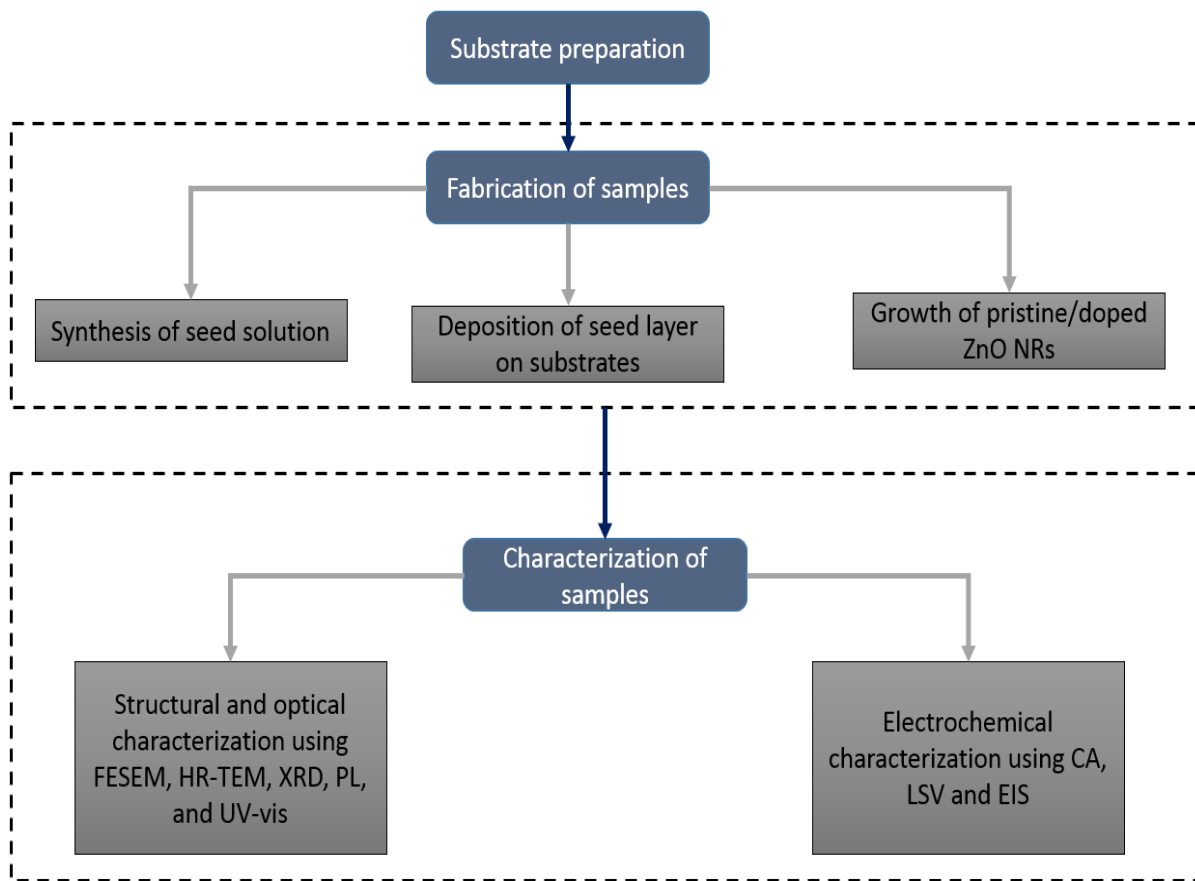 Substrate preparation
Fabrication of samples
Synthesis of seed solution
Deposition of seed layer
on substrates
Growth of pristine/doped
ZnO NRs
Characterization of
samples
Structural and optical
characterization using
FESEM, HR-TEM, XRD, PL,
and UV-vis
Electrochemical
characterization using CA,
LSV and EIS